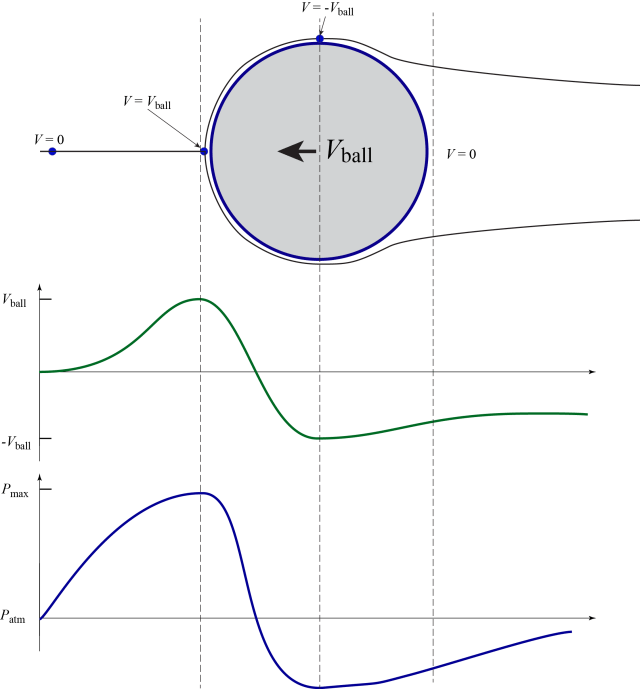 V = -Vball
V = Vball
V = 0
Vball
V = 0
Vball
-Vball
Pmax
Patm